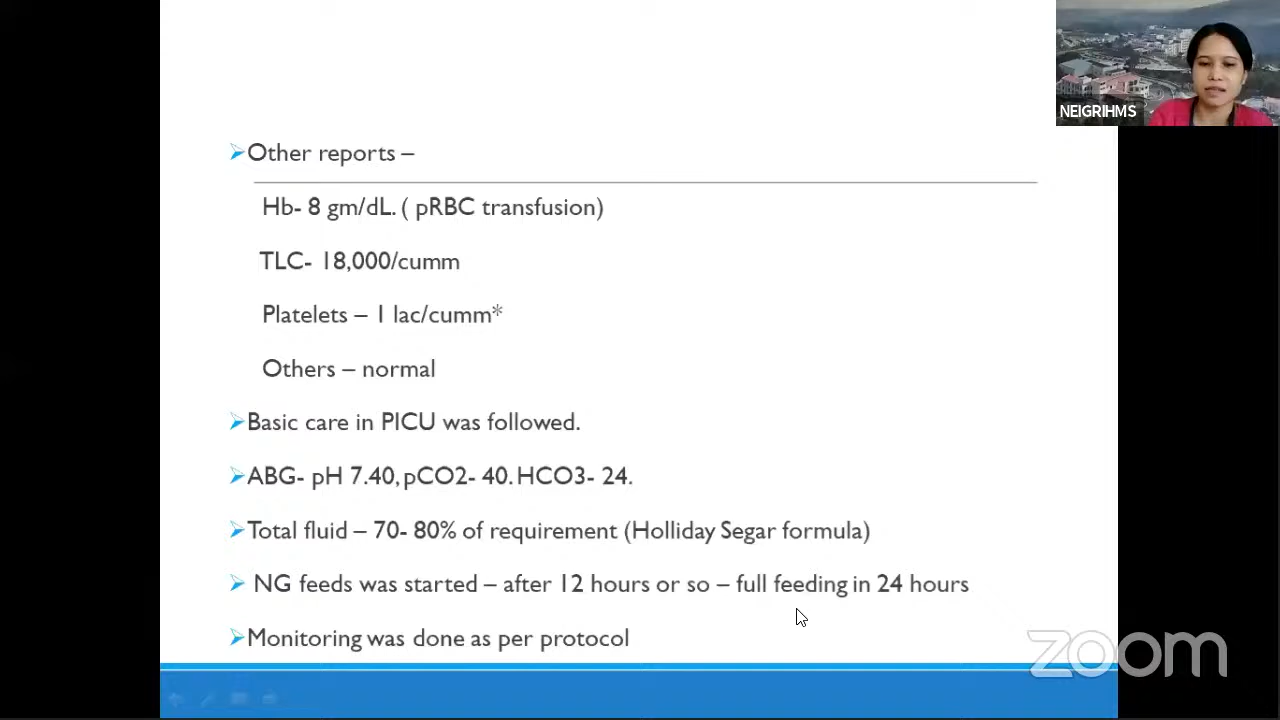 NEIGRIHMS
Other reports –
Hb- 8 gm/dL. ( pRBC transfusion)
TLC- 18,000/cumm
Platelets – 1 lac/cumm*
Others – normal
Basic care in PICU was followed.
ABG- pH 7.40, pCO2- 40. HCO3- 24.
Total fluid – 70- 80% of requirement (Holliday Segar formula)
NG feeds was started – after 12 hours or so – full feeding in 24 hours
Monitoring was done as per protocol
zoom